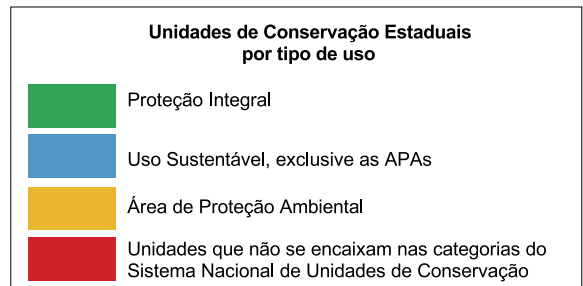 Unidades de Conservação Estaduais
por tipo de uso
Proteção Integral
Uso Sustentável, exclusive as APAs
Área de Proteção Ambiental
Unidades que não se encaixam nas categorias do
Sistema Nacional de Unidades de Conservação